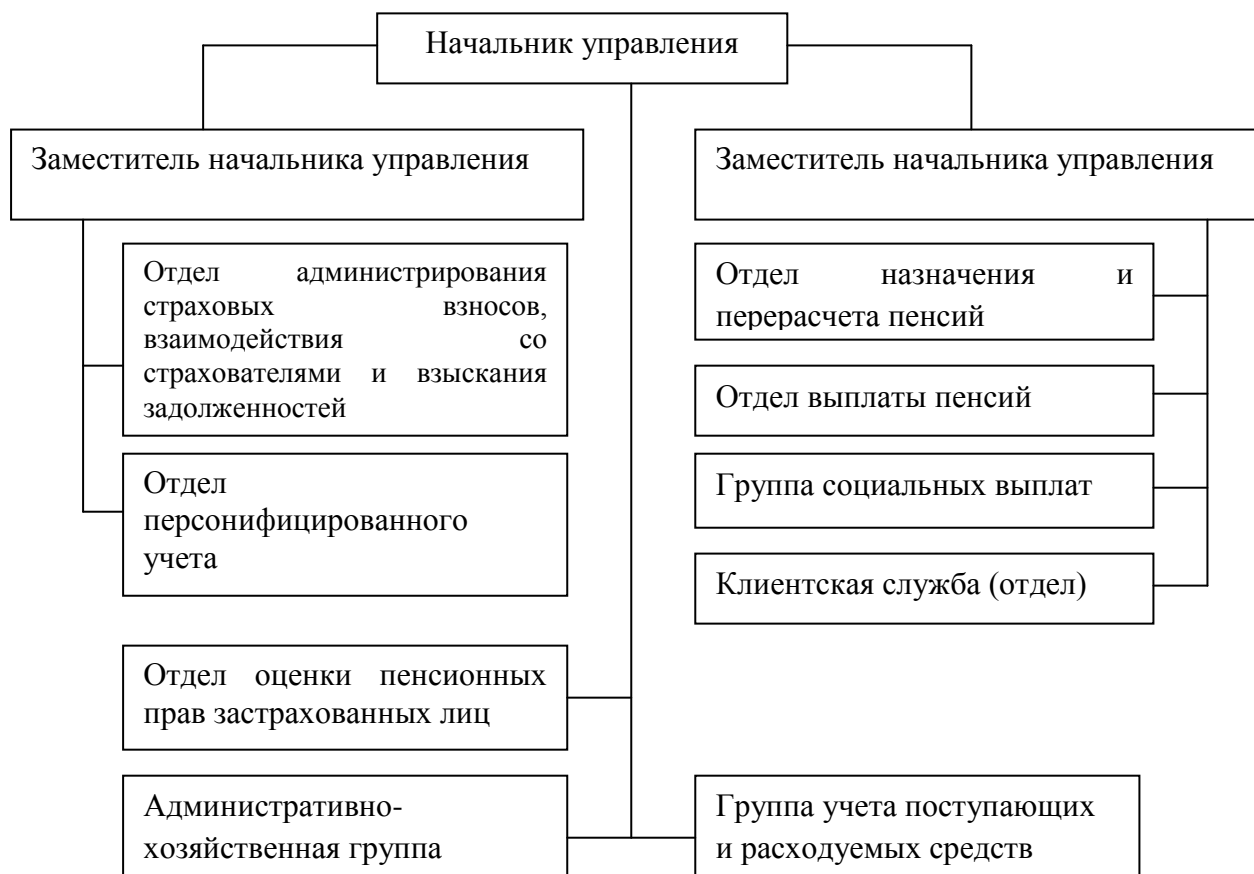 Начальник управления
Заместитель начальника управления
Заместитель начальника управления
Отдел администрирования
страховых взносов,
взаимодействия со
страхователями и взыскания
задолженностей
Отдел
персонифицированного
учета
Отдел назначения и
перерасчета пенсий
Отдел выплаты пенсий
Группа социальных выплат
Клиентская служба (отдел)
Отдел оценки пенсионных
прав застрахованных лиц
Административно-
хозяйственная группа
Группа учета поступающих
и расходуемых средств